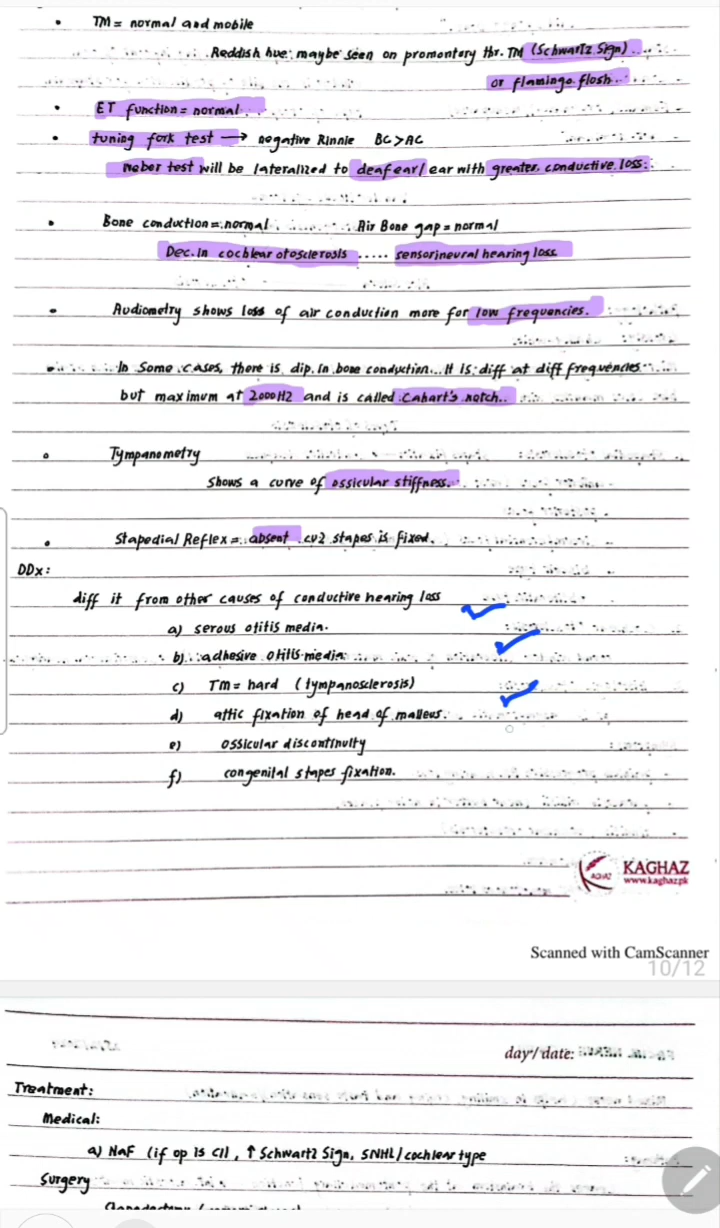 • TM = normal and mobile
Reddish hue: maybe seen on promontory thr. TM (Schwartz Sign)
or flamingo flosh
• ET function = normal
• tuning fork test → negative Rinnie BC > AC
Weber test will be lateralized to deaf ear / ear with greater conductive loss.
• Bone conduction = normal Air Bone gap = normal
Dec. in cochlear otosclerosis ..... sensorineural hearing loss
• Audiometry shows loss of air conduction more for low frequencies.
• In Some cases, there is dip in bone conduction... It is diff at diff frequencies
but maximum at 2000Hz and is called Cahart's notch..
• Tympanometry
shows a curve of ossicular stiffness.
• Stapedial Reflex = absent cuz stapes is fixed.
DDx:
diff it from other causes of conductive hearing loss
a) serous otitis media.
b) adhesive otitis media
c) TM = hard (tympanosclerosis)
d) attic fixation of head of malleus.
e) ossicular discontinuity
f) congenital stapes fixation.
KAGHAZ
www.kaghaz.pk
Scanned with CamScanner
10/12
day/date:
Treatment:
Medical:
a) NaF (if op is CII, ↑ Schwartz Sign, SNHL/cochlear type
Surgery